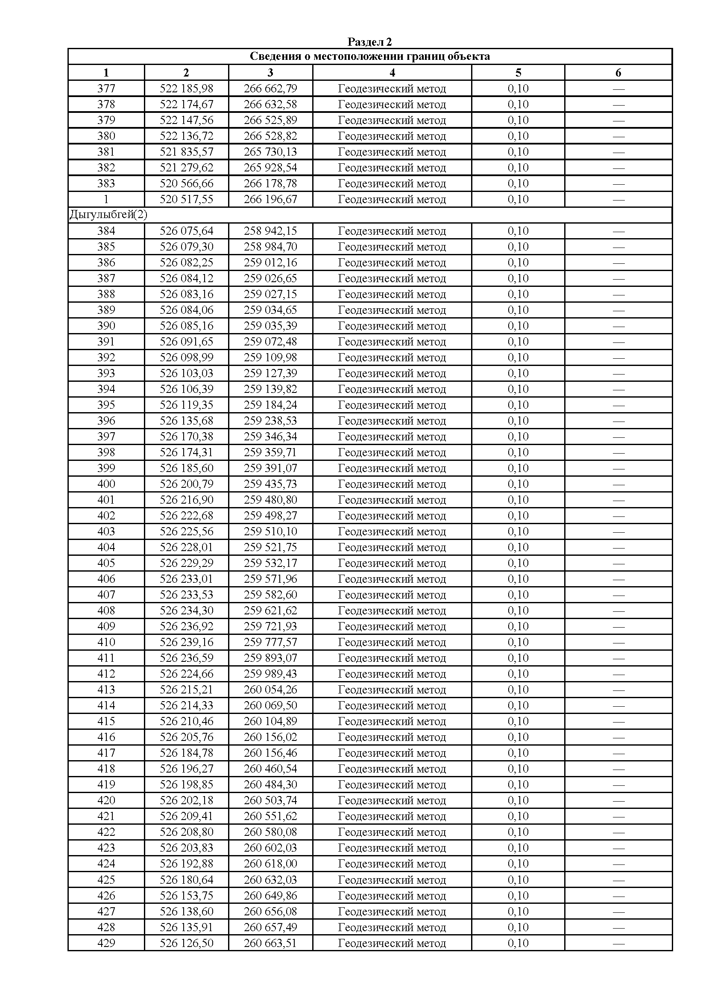 Раздел 2
Сведения о местоположении границ объекта
1 2 3 4 5 6
377 522 185,98 266 662,79 Геодезический метод 0,10 —
378 522 174,67 266 632,58 Геодезический метод 0,10 —
379 522 147,56 266 525,89 Геодезический метод 0,10 —
380 522 136,72 266 528,82 Геодезический метод 0,10 —
381 521 835,57 265 730,13 Геодезический метод 0,10 —
382 521 279,62 265 928,54 Геодезический метод 0,10 —
383 520 566,66 266 178,78 Геодезический метод 0,10 —
1 520 517,55 266 196,67 Геодезический метод 0,10 —
Дыгулыбгей(2)
384 526 075,64 258 942,15 Геодезический метод 0,10 —
385 526 079,30 258 984,70 Геодезический метод 0,10 —
386 526 082,25 259 012,16 Геодезический метод 0,10 —
387 526 084,12 259 026,65 Геодезический метод 0,10 —
388 526 083,16 259 027,15 Геодезический метод 0,10 —
389 526 084,06 259 034,65 Геодезический метод 0,10 —
390 526 085,16 259 035,39 Геодезический метод 0,10 —
391 526 091,65 259 072,48 Геодезический метод 0,10 —
392 526 098,99 259 109,98 Геодезический метод 0,10 —
393 526 103,03 259 127,39 Геодезический метод 0,10 —
394 526 106,39 259 139,82 Геодезический метод 0,10 —
395 526 119,35 259 184,24 Геодезический метод 0,10 —
396 526 135,68 259 238,53 Геодезический метод 0,10 —
397 526 170,38 259 346,34 Геодезический метод 0,10 —
398 526 174,31 259 359,71 Геодезический метод 0,10 —
399 526 185,60 259 391,07 Геодезический метод 0,10 —
400 526 200,79 259 435,73 Геодезический метод 0,10 —
401 526 216,90 259 480,80 Геодезический метод 0,10 —
402 526 222,68 259 498,27 Геодезический метод 0,10 —
403 526 225,56 259 510,10 Геодезический метод 0,10 —
404 526 228,01 259 521,75 Геодезический метод 0,10 —
405 526 229,29 259 532,17 Геодезический метод 0,10 —
406 526 233,01 259 571,96 Геодезический метод 0,10 —
407 526 233,53 259 582,60 Геодезический метод 0,10 —
408 526 234,30 259 621,62 Геодезический метод 0,10 —
409 526 236,92 259 721,93 Геодезический метод 0,10 —
410 526 239,16 259 777,57 Геодезический метод 0,10 —
411 526 236,59 259 893,07 Геодезический метод 0,10 —
412 526 224,66 259 989,43 Геодезический метод 0,10 —
413 526 215,21 260 054,26 Геодезический метод 0,10 —
414 526 214,33 260 069,50 Геодезический метод 0,10 —
415 526 210,46 260 104,89 Геодезический метод 0,10 —
416 526 205,76 260 156,02 Геодезический метод 0,10 —
417 526 184,78 260 156,46 Геодезический метод 0,10 —
418 526 196,27 260 460,54 Геодезический метод 0,10 —
419 526 198,85 260 484,30 Геодезический метод 0,10 —
420 526 202,18 260 503,74 Геодезический метод 0,10 —
421 526 209,41 260 551,62 Геодезический метод 0,10 —
422 526 208,80 260 580,08 Геодезический метод 0,10 —
423 526 203,83 260 602,03 Геодезический метод 0,10 —
424 526 192,88 260 618,00 Геодезический метод 0,10 —
425 526 180,64 260 632,03 Геодезический метод 0,10 —
426 526 153,75 260 649,86 Геодезический метод 0,10 —
427 526 138,60 260 656,08 Геодезический метод 0,10 —
428 526 135,91 260 657,49 Геодезический метод 0,10 —
429 526 126,50 260 663,51 Геодезический метод 0,10 —